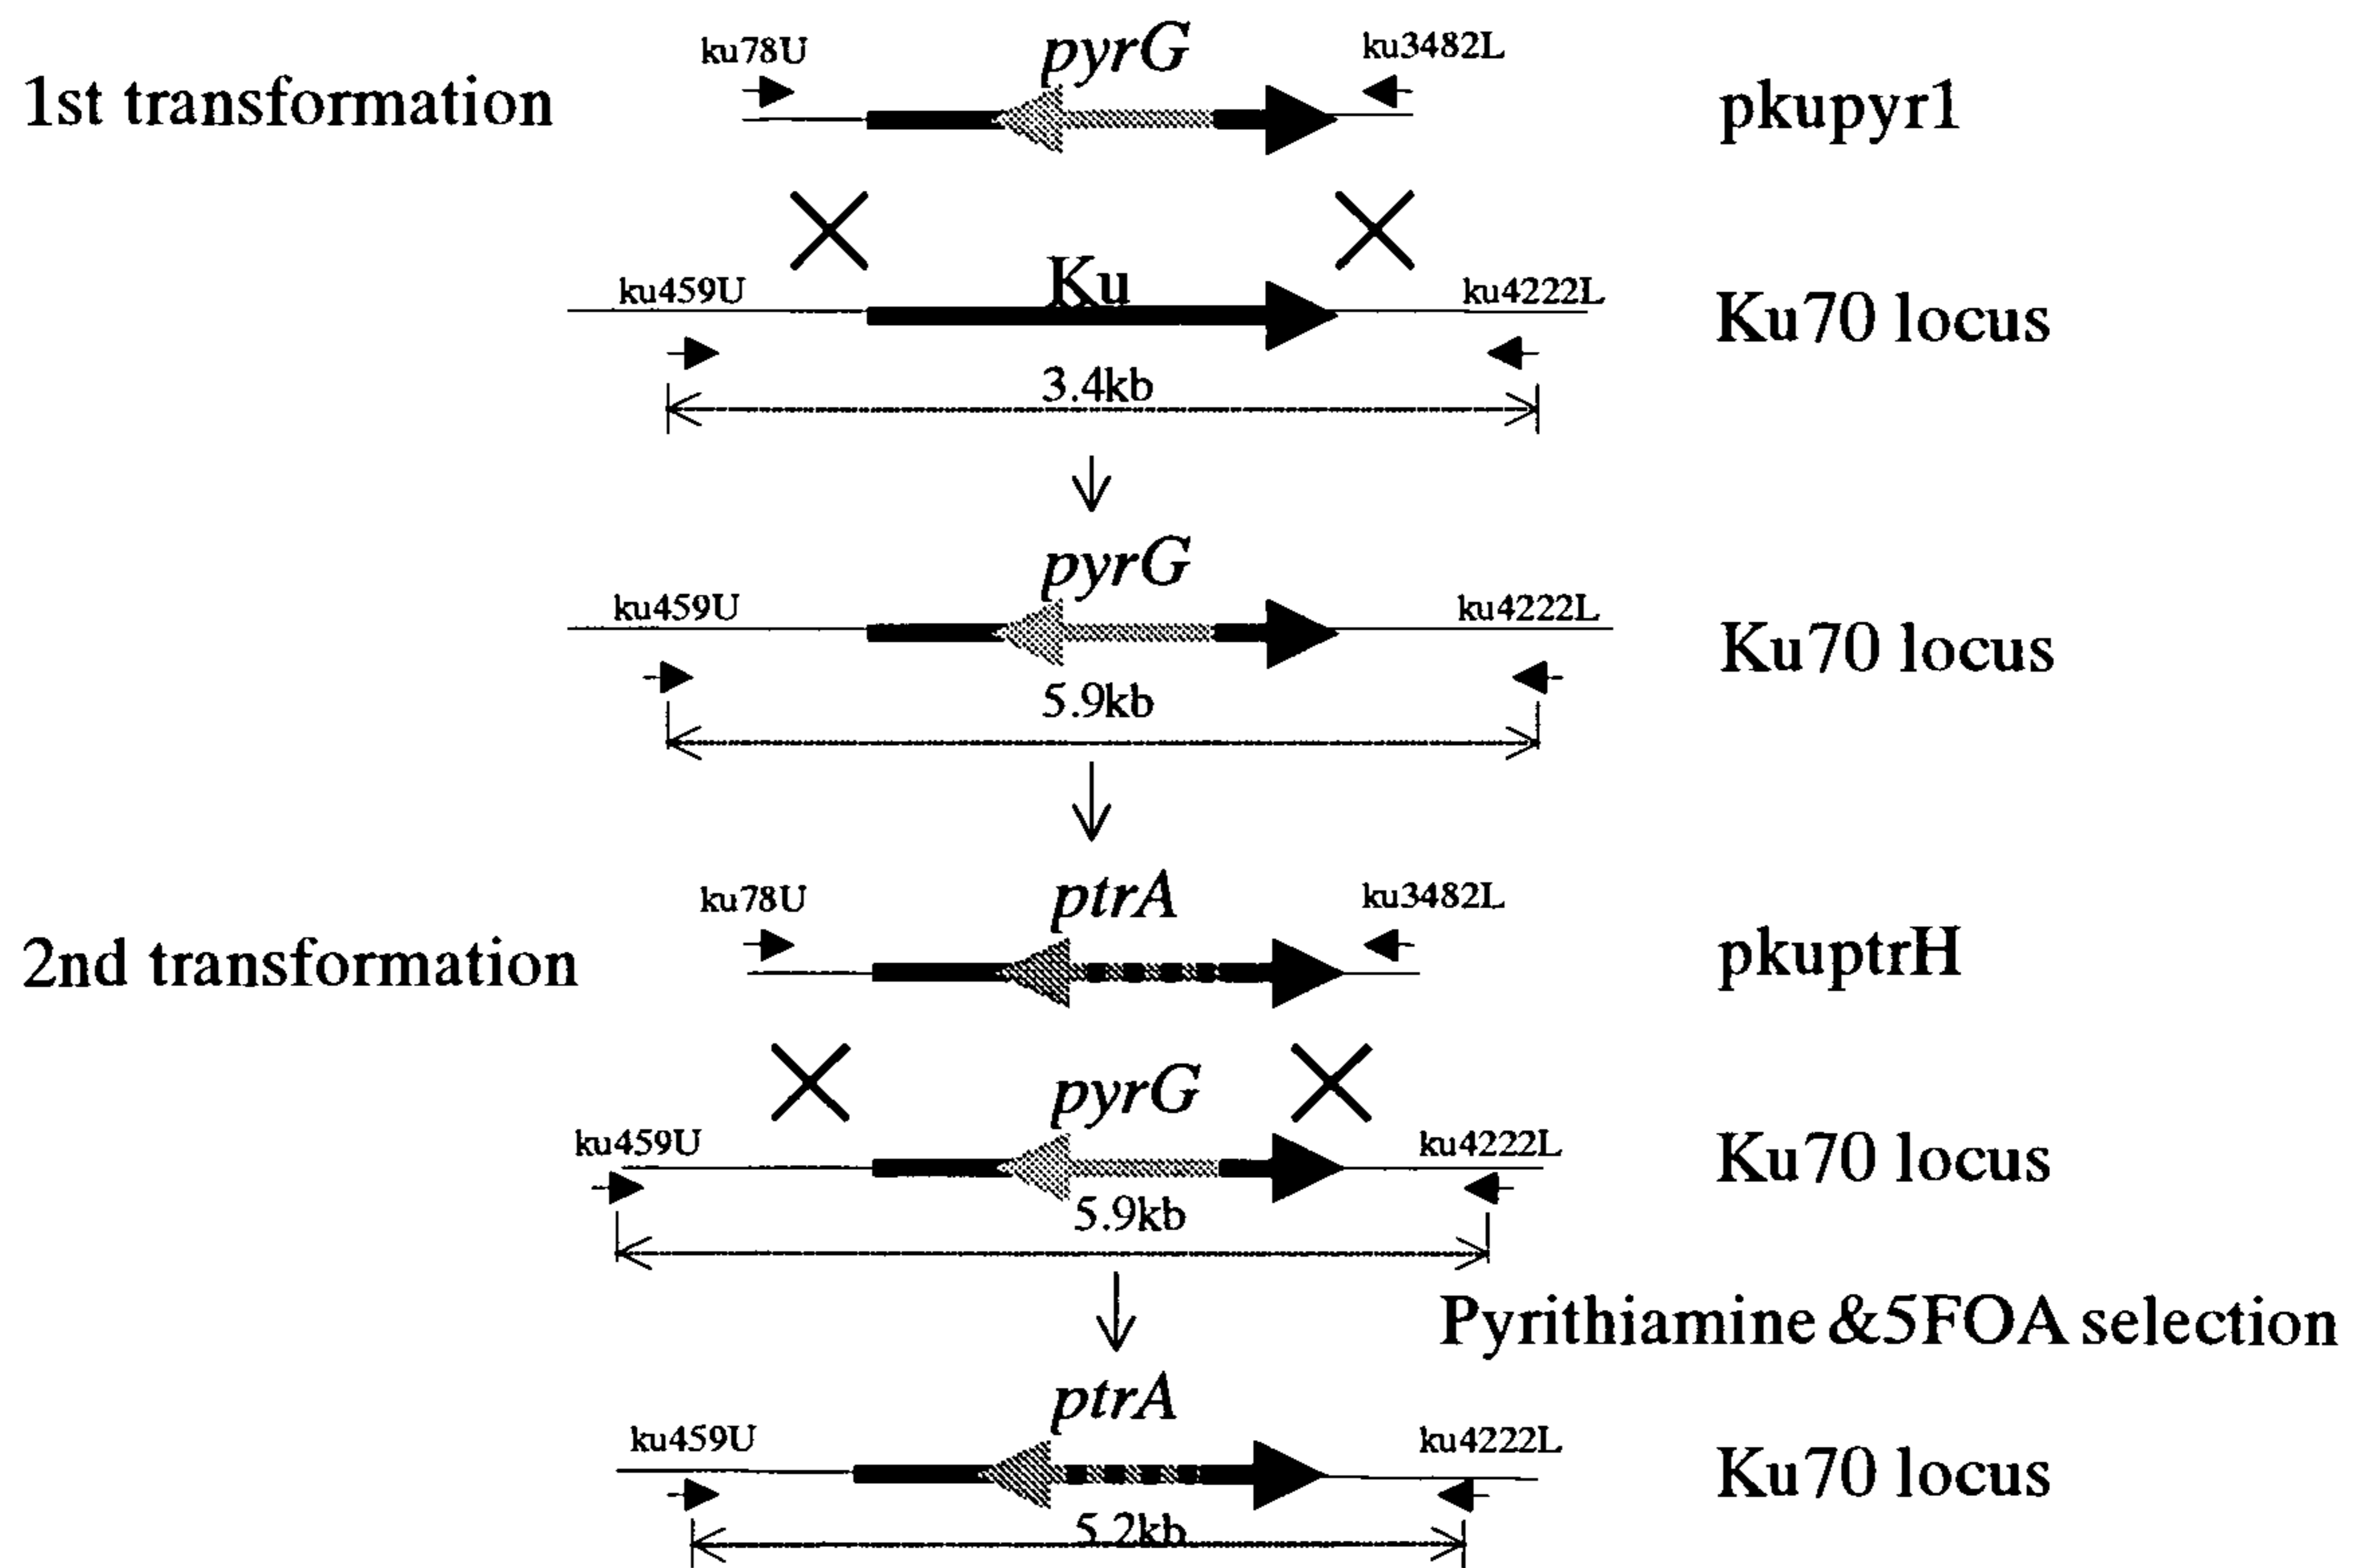 ku78U pyrG ku3482L
1st transformation pkupyr1
Ku
ku459U ku4222L Ku70 locus
3.4kb
pyrG
ku459U ku4222L Ku70 locus
5.9kb
ptrA
ku78U ku3482L
2nd transformation pkuptrH
pyrG
ku459U ku4222L Ku70 locus
5.9kb
Pyrithiamine &5FOA selection
ptrA
ku459U ku4222L Ku70 locus
5.2kb